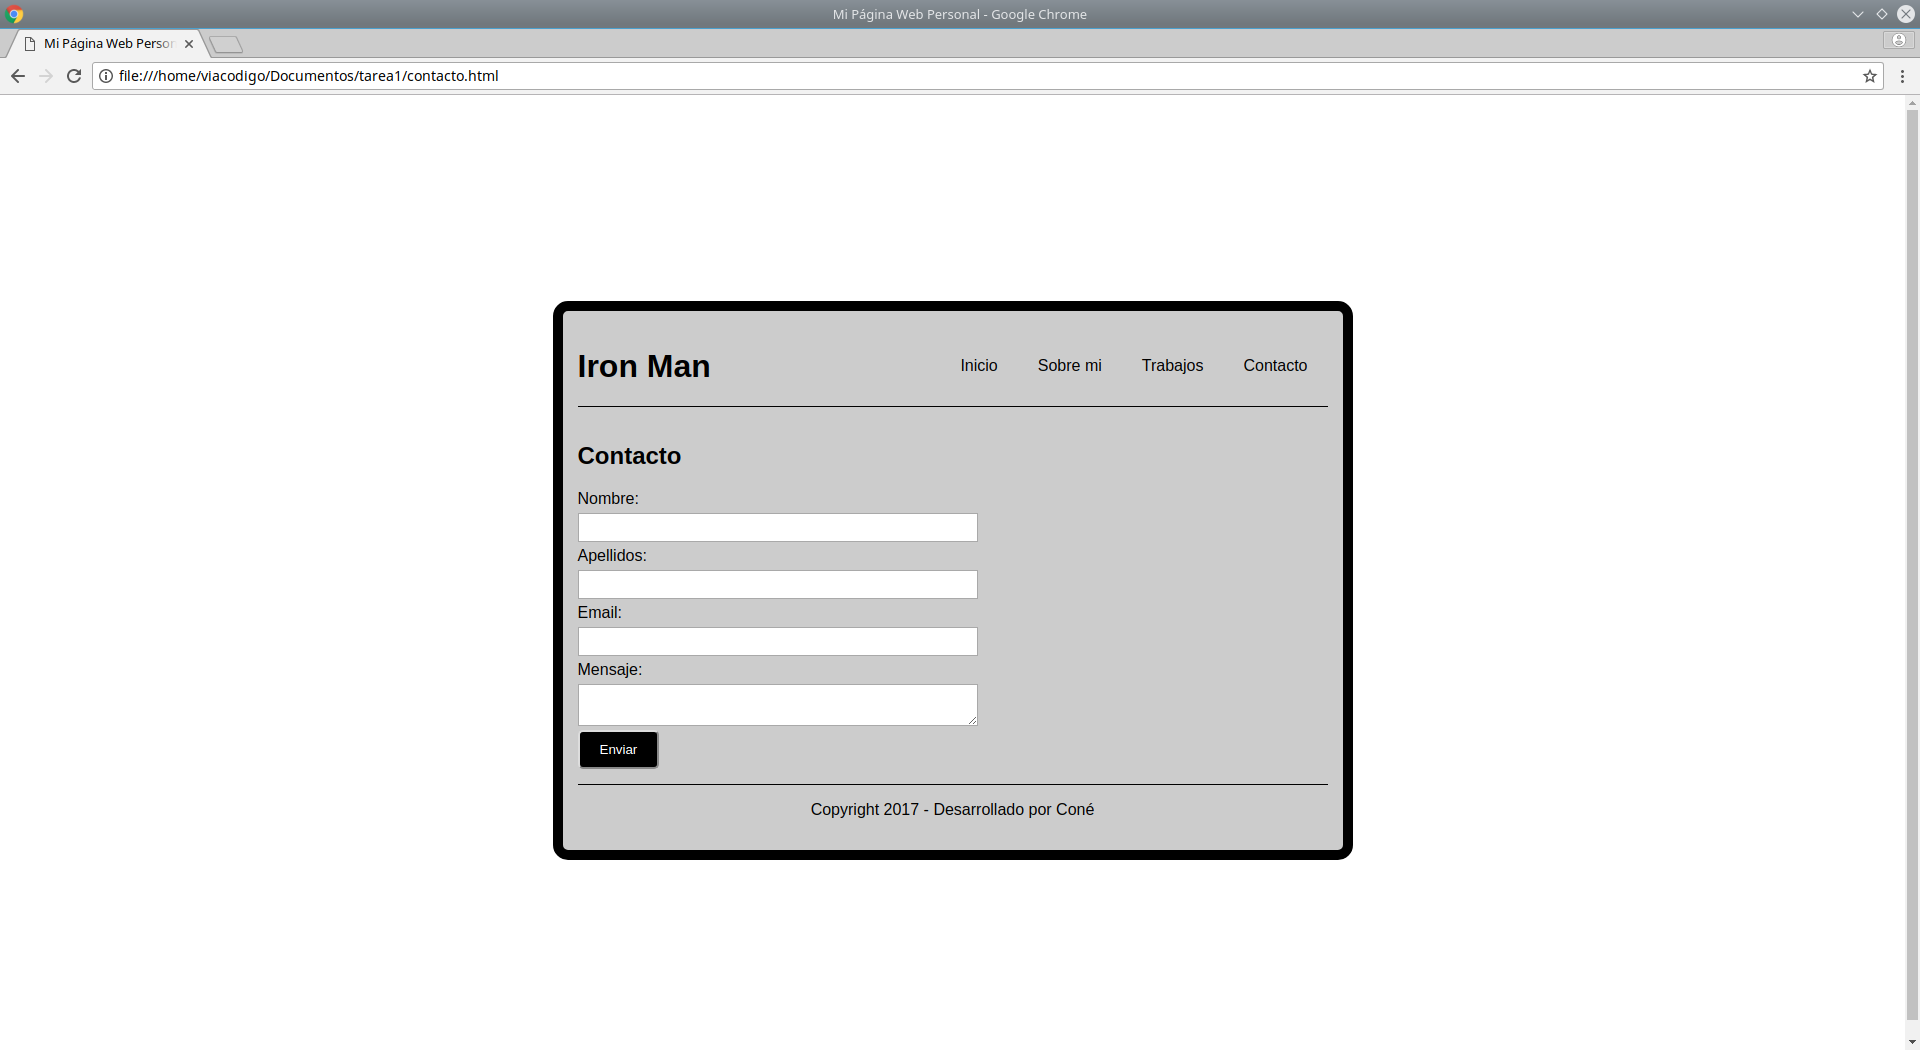 Mi Página Web Personal - Google Chrome
Mi Página Web Person
file:///home/viacodigo/Documentos/tarea1/contacto.html
Iron Man
Inicio Sobre mi Trabajos Contacto
Contacto
Nombre:
Apellidos:
Email:
Mensaje:
Enviar
Copyright 2017 - Desarrollado por Coné